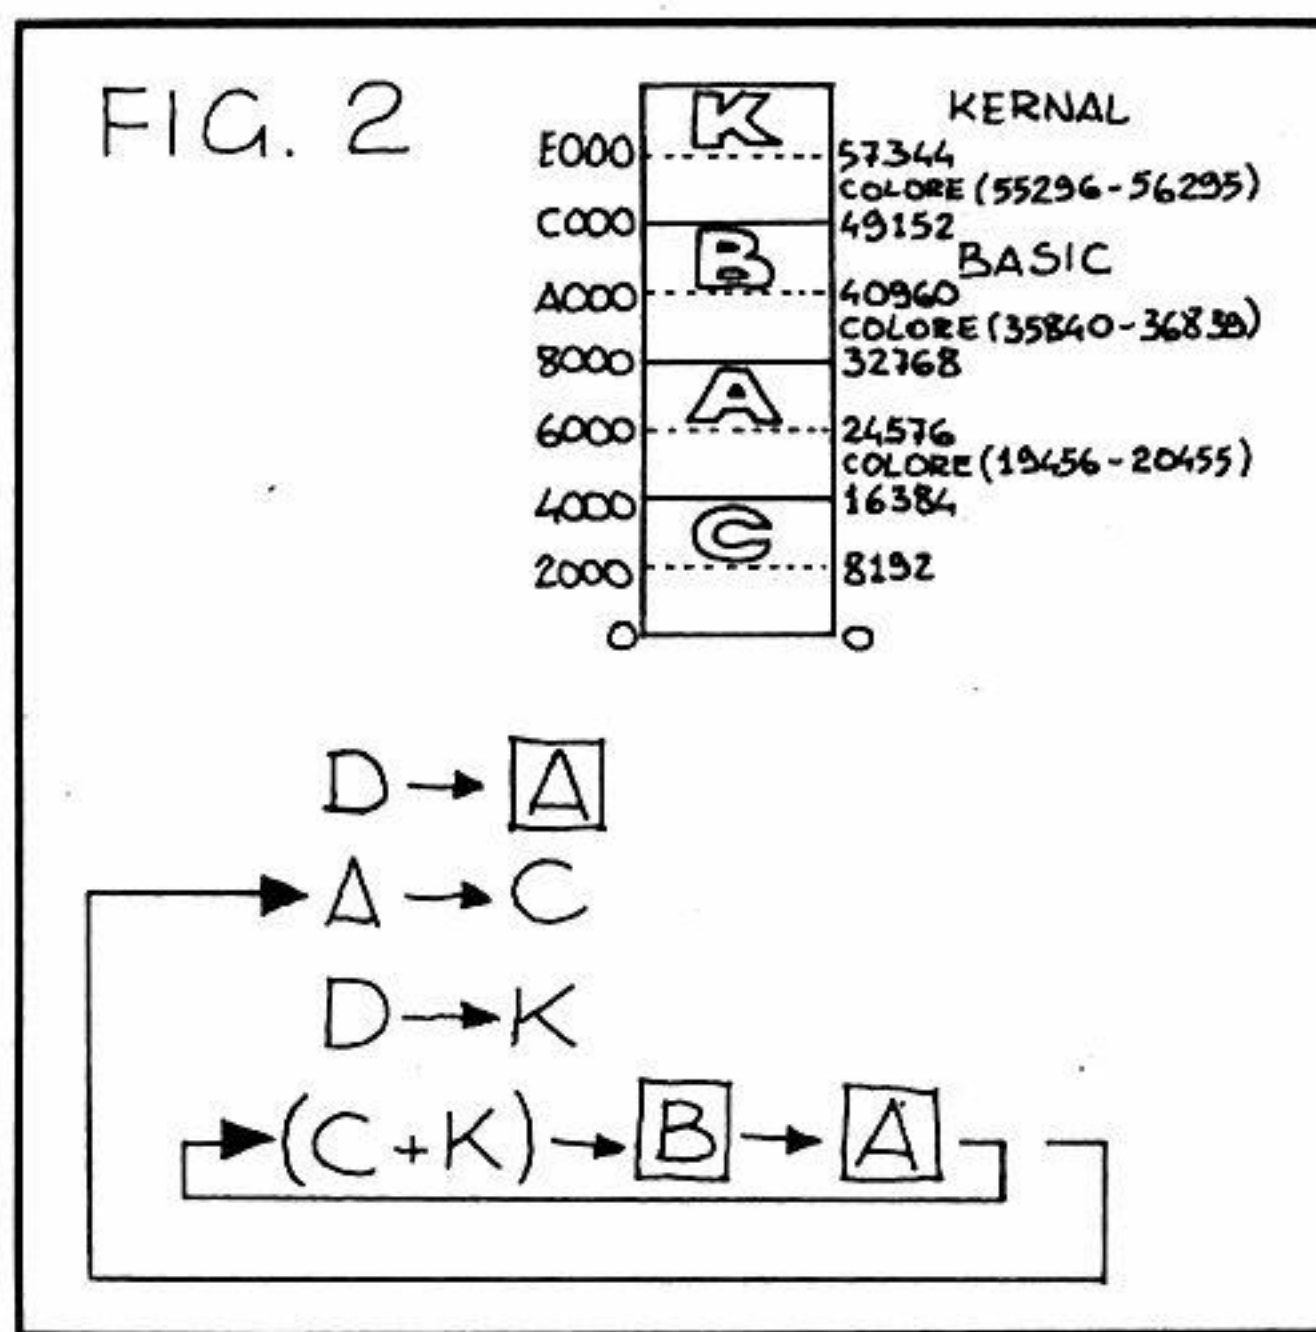 FIG. 2
K KERNAL
E000 57344
COLORE (55296-56295)
C000 49152
B BASIC
A000 40960
COLORE (35840-36839)
8000 32768
A
6000 24576
COLORE (19456-20455)
4000 16384
C
2000 8192
0 0
D → A
A → C
D → K
(C + K) → B → A